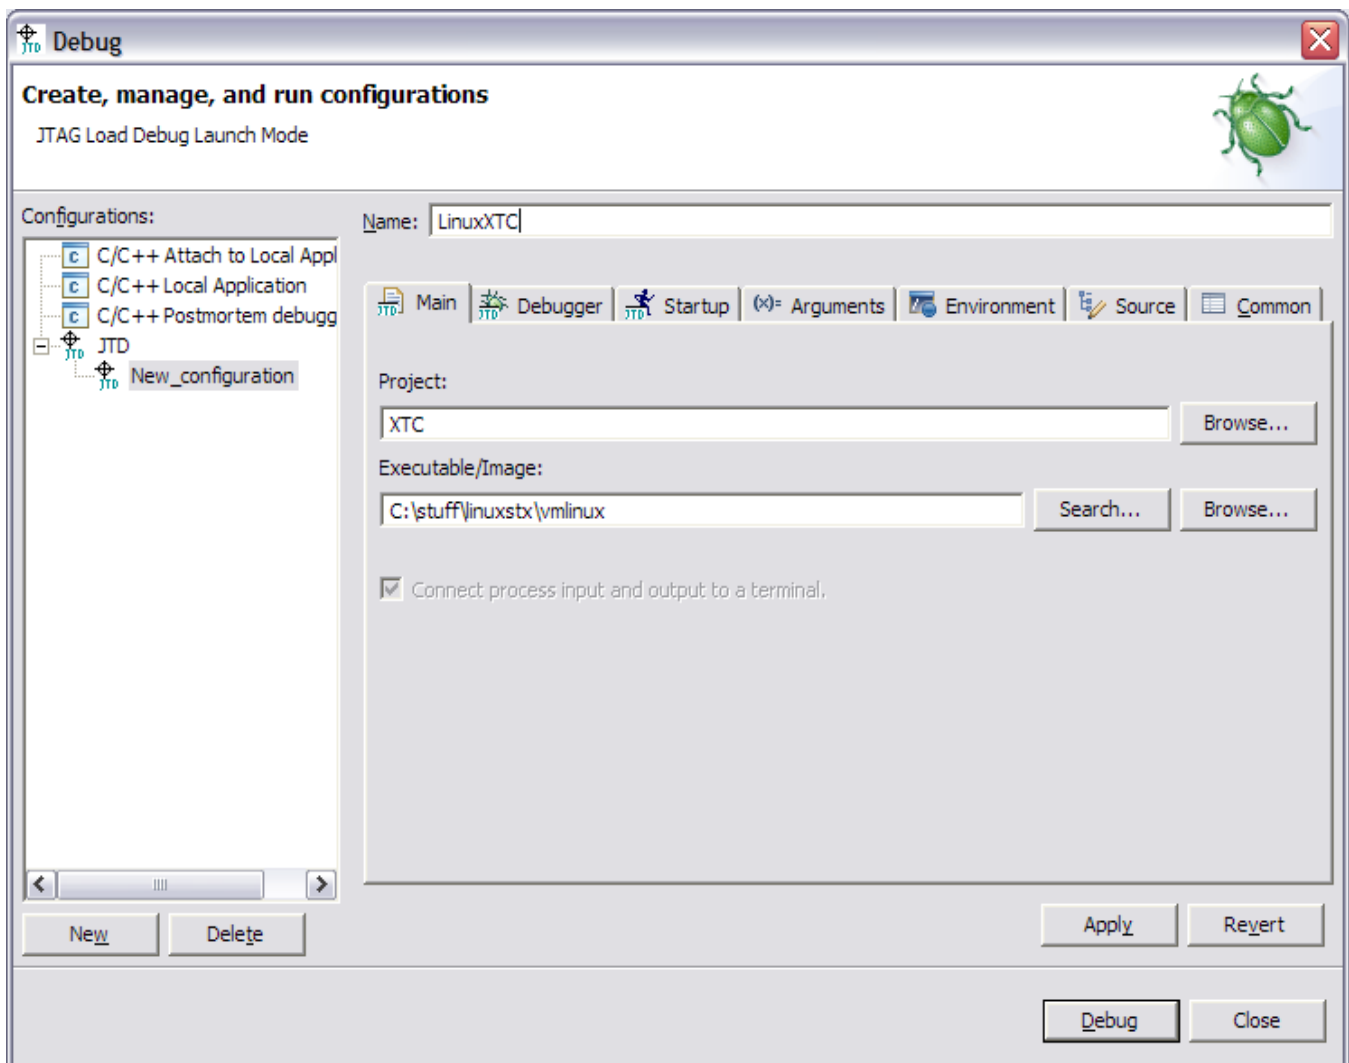 Debug
Create, manage, and run configurations
JTAG Load Debug Launch Mode
Configurations:
C/C++ Attach to Local Appl
C/C++ Local Application
C/C++ Postmortem debugg
JTD
New_configuration
New
Delete
Name: LinuxXTC
Main Debugger Startup (x)= Arguments Environment Source Common
Project:
XTC Browse...
Executable/Image:
C:\stuff\linuxstx\vmlinux Search... Browse...
Connect process input and output to a terminal.
Apply Revert
Debug Close